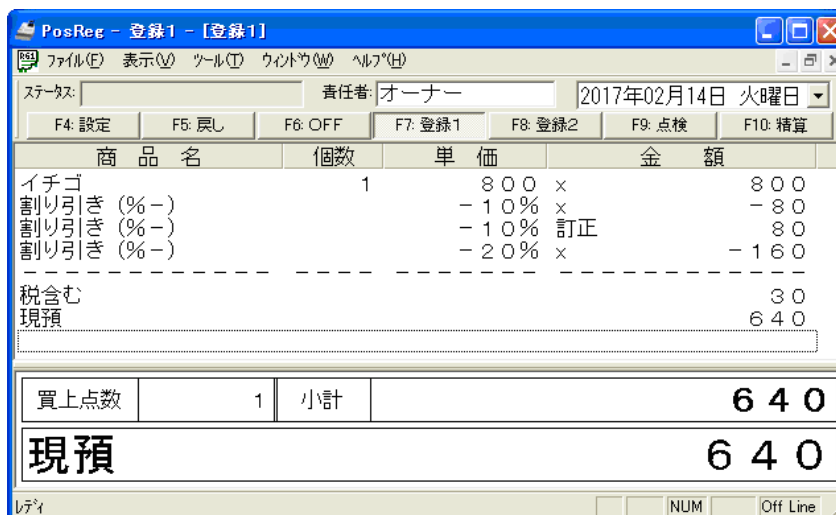 PosReg - 登録1 - [登録1]
ファイル(F) 表示(V) ツール(T) ウィンドウ(W) ヘルプ(H)
ステータス: 責任者: オーナー 2017年02月14日 火曜日
F4: 設定 F5: 戻し F6: OFF F7: 登録1 F8: 登録2 F9: 点検 F10: 精算
商 品 名 個数 単 価 金 額
イチゴ 1 800 × 800
割り引き (%-) -10% × -80
割り引き (%-) -10% 訂正 80
割り引き (%-) -20% × -160
税含む 30
現預 640
買上点数 1 小計 640
現預 640
レディ NUM Off Line